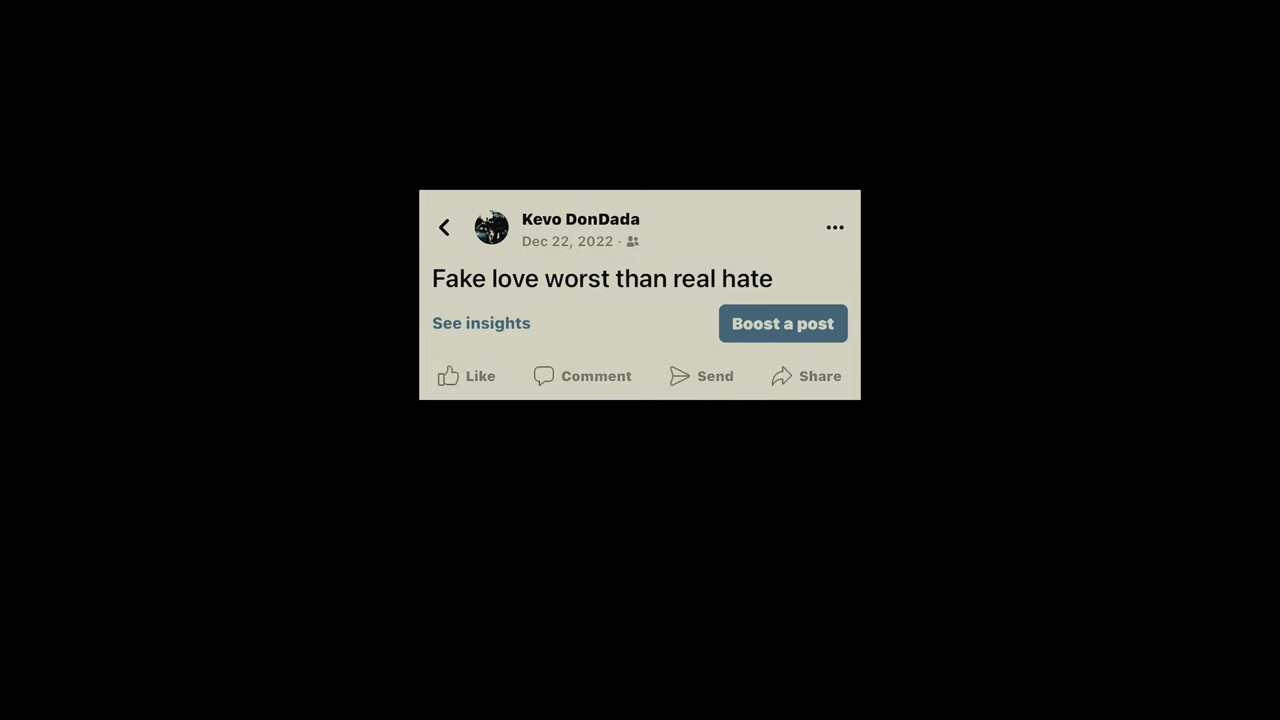 Kevo DonDada
Dec 22, 2022 ·
Fake love worst than real hate
See insights
Boost a post
Like
Comment
Send
Share